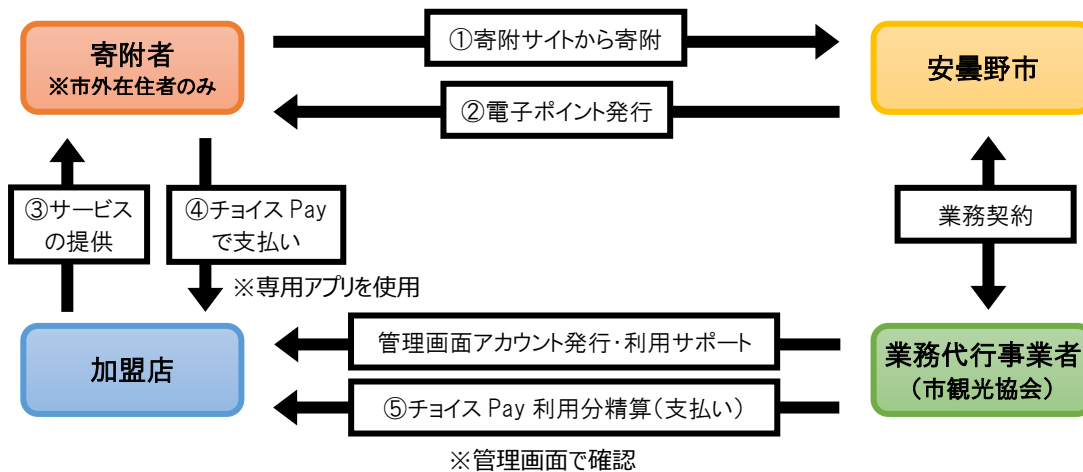 寄附者
※市外在住者のみ
①寄附サイトから寄附
安曇野市
②電子ポイント発行
③サービス
の提供
④チョイス Pay
で支払い
業務契約
※専用アプリを使用
加盟店
管理画面アカウント発行・利用サポート
業務代行事業者
（市観光協会）
⑤チョイス Pay 利用分精算（支払い）
※管理画面で確認